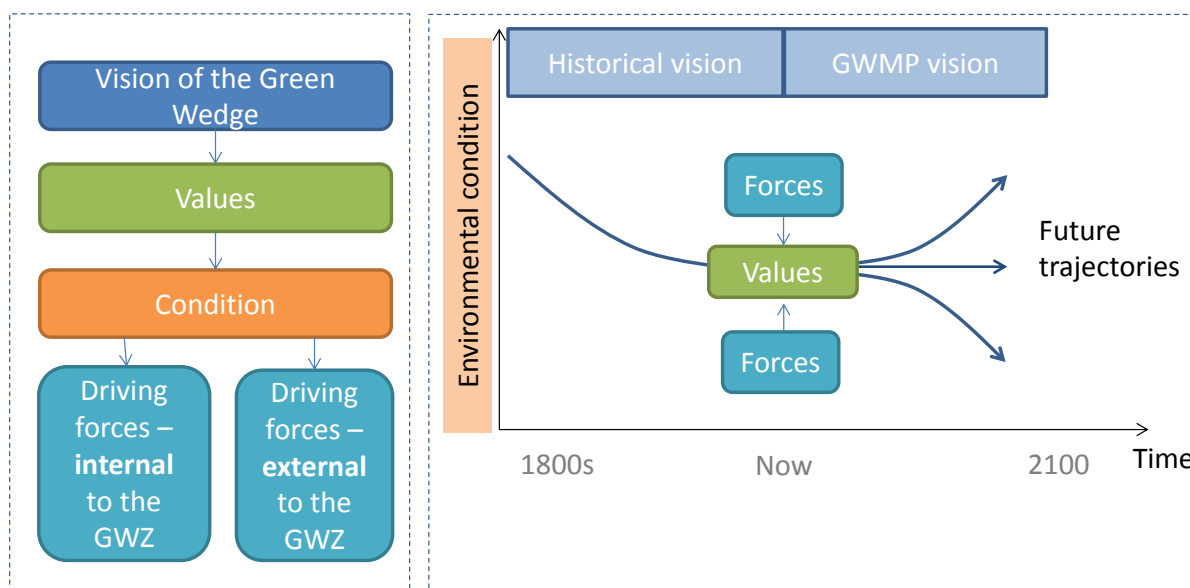 Vision of the Green
Wedge
Values
Condition
Driving
forces –
internal
to the
GWZ
Driving
forces –
external
to the
GWZ
Historical vision
GWMP vision
Environmental condition
Forces
Values
Forces
Future
trajectories
1800s
Now
2100
Time